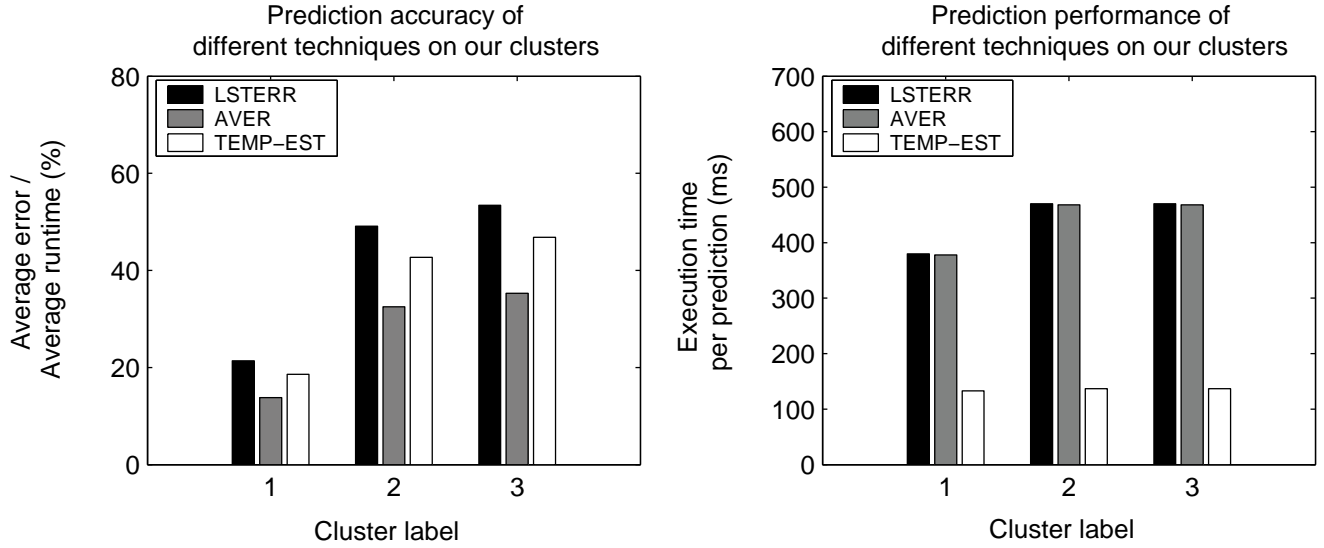 Prediction accuracy of
different techniques on our clusters
80
60
40
20
0
Average error /
Average runtime (%)
LSTERR
AVER
TEMP−EST
1 2 3
Cluster label
Prediction performance of
different techniques on our clusters
700
600
500
400
300
200
100
0
Execution time
per prediction (ms)
LSTERR
AVER
TEMP−EST
1 2 3
Cluster label